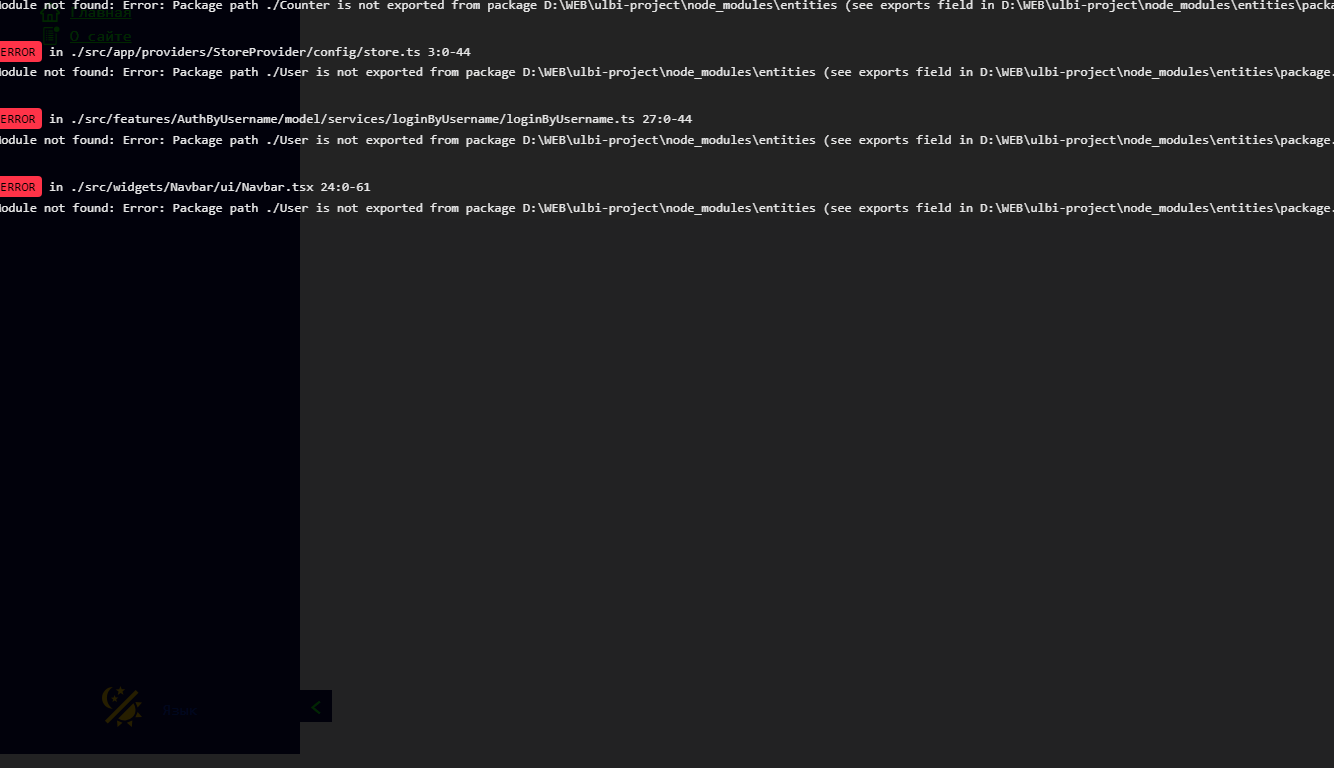 Module not found: Error: Package path ./Counter is not exported from package D:\WEB\ulbi-project\node_modules\entities (see exports field in D:\WEB\ulbi-project\node_modules\entities\packa
Главная
О сайте
ERROR in ./src/app/providers/StoreProvider/config/store.ts 3:0-44
Module not found: Error: Package path ./User is not exported from package D:\WEB\ulbi-project\node_modules\entities (see exports field in D:\WEB\ulbi-project\node_modules\entities\package.
ERROR in ./src/features/AuthByUsername/model/services/loginByUsername/loginByUsername.ts 27:0-44
Module not found: Error: Package path ./User is not exported from package D:\WEB\ulbi-project\node_modules\entities (see exports field in D:\WEB\ulbi-project\node_modules\entities\package.
ERROR in ./src/widgets/Navbar/ui/Navbar.tsx 24:0-61
Module not found: Error: Package path ./User is not exported from package D:\WEB\ulbi-project\node_modules\entities (see exports field in D:\WEB\ulbi-project\node_modules\entities\package.
Язык